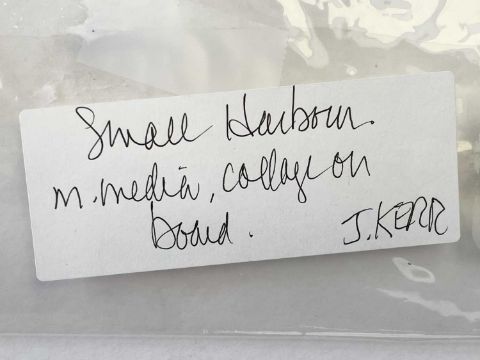 Small Harbour.
m. media, collage on
board.
J. KERR